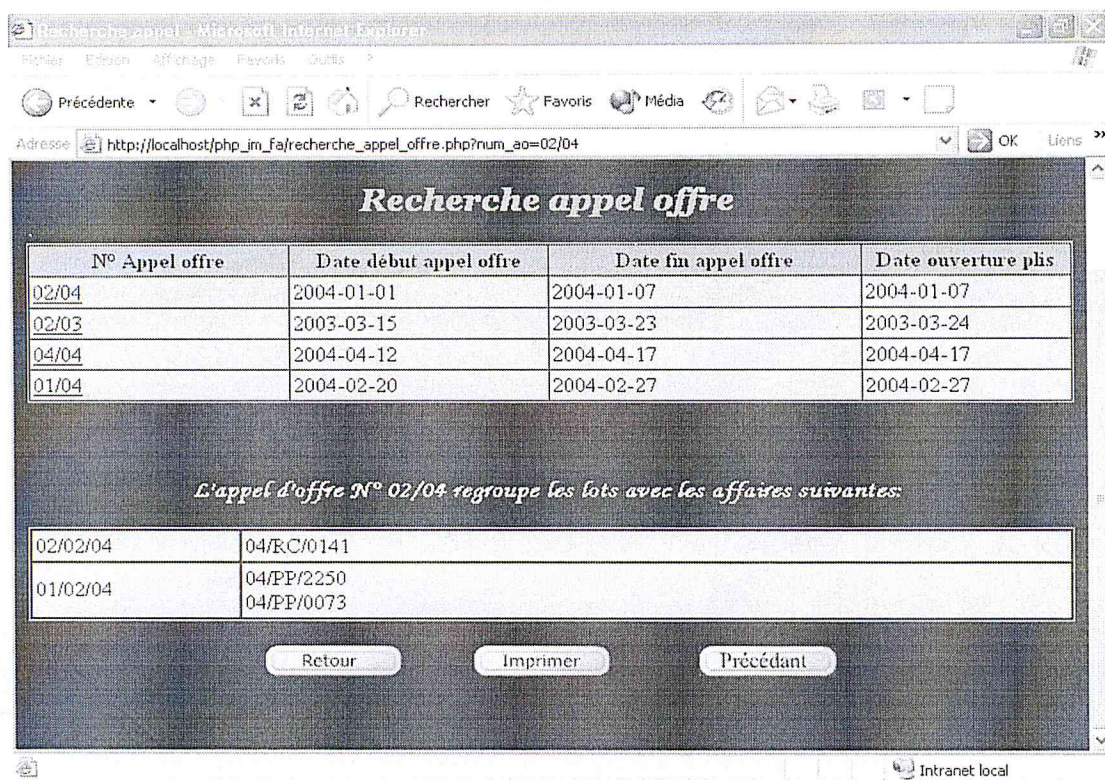 Recherche appel - Microsoft Internet Explorer
Fichier Edition Affichage Favoris Outils ?
Précédente Rechercher Favoris Média
Adresse http://localhost/php_im_fa/recherche_appel_offre.php?num_ao=02/04 OK Liens »
Recherche appel offre
N° Appel offre Date début appel offre Date fin appel offre Date ouverture plis
02/04 2004-01-01 2004-01-07 2004-01-07
02/03 2003-03-15 2003-03-23 2003-03-24
04/04 2004-04-12 2004-04-17 2004-04-17
01/04 2004-02-20 2004-02-27 2004-02-27
L'appel d'offre N° 02/04 regroupe les lots avec les affaires suivantes:
02/02/04 04/RC/0141
01/02/04 04/PP/2250
04/PP/0073
Retour Imprimer Précédant
Intranet local